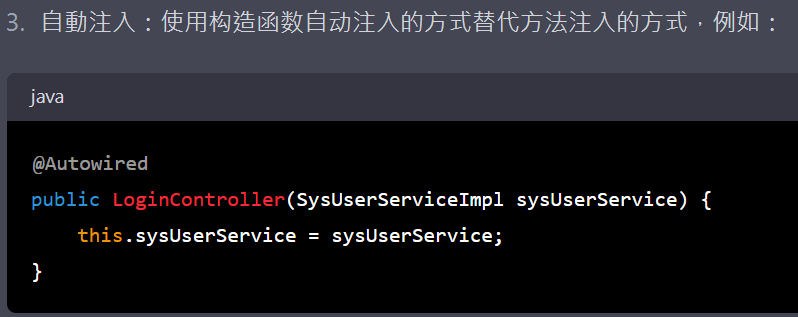 3. 自動注入：使用构造函数自动注入的方式替代方法注入的方式，例如：
java
@Autowired
public LoginController(SysUserServiceImpl sysUserService) {
    this.sysUserService = sysUserService;
}